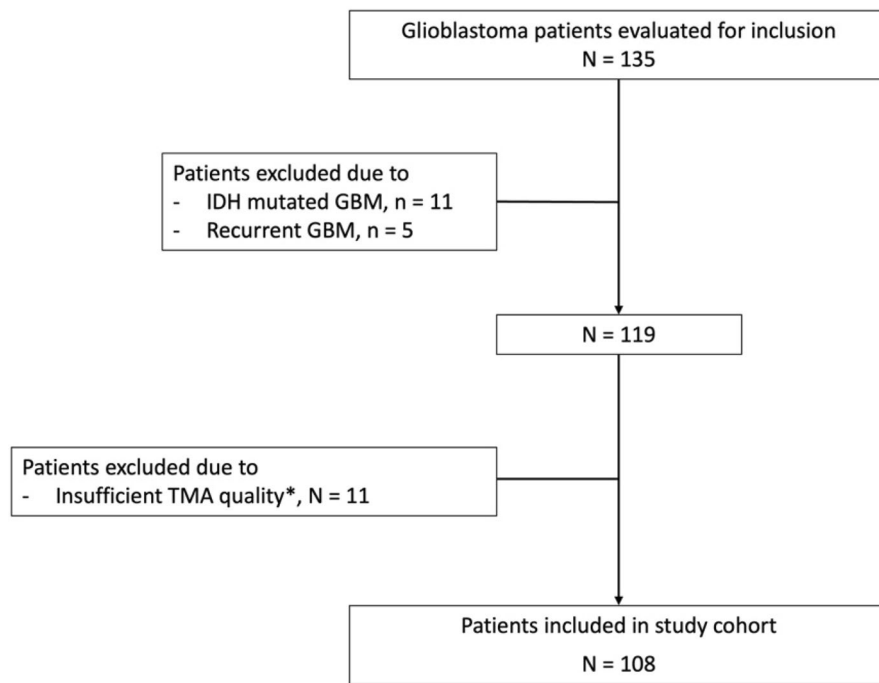 Glioblastoma patients evaluated for inclusion
N = 135
Patients excluded due to
- IDH mutated GBM, n = 11
- Recurrent GBM, n = 5
N = 119
Patients excluded due to
- Insufficient TMA quality*, N = 11
Patients included in study cohort
N = 108